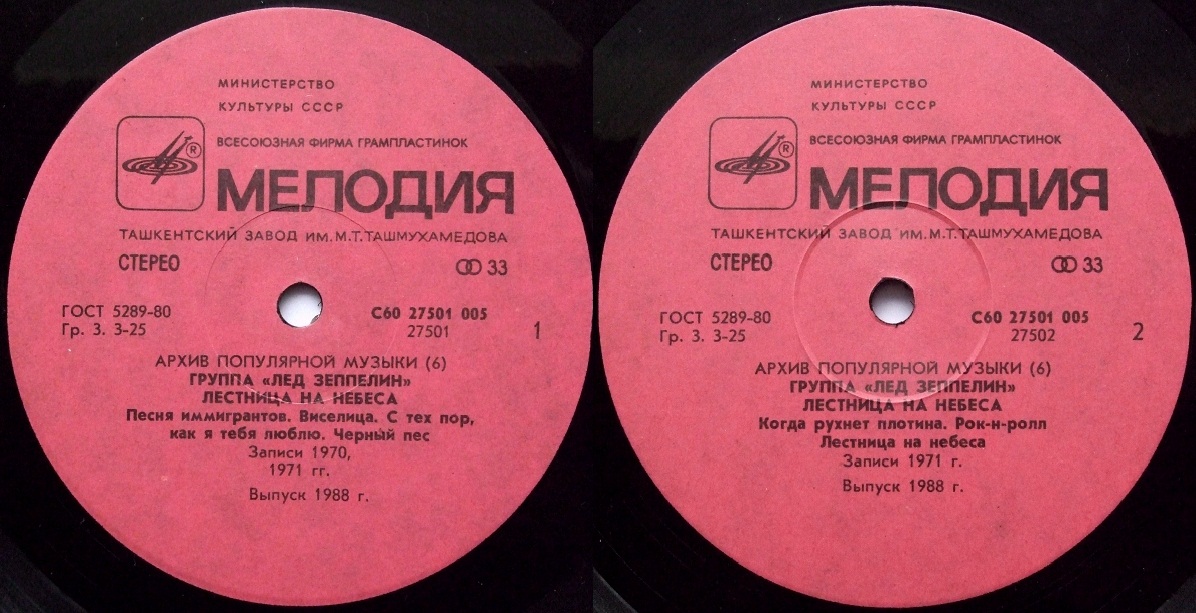 МИНИСТЕРСТВО
КУЛЬТУРЫ СССР
ВСЕСОЮЗНАЯ ФИРМА ГРАМПЛАСТИНОК
®
МЕЛОДИЯ
ТАШКЕНТСКИЙ ЗАВОД ИМ. М.Т.ТАШМУХАМЕДОВА
СТЕРЕО
33
ГОСТ 5289-80
Гр. 3. 3-25
С60 27501 005
27501
1
АРХИВ ПОПУЛЯРНОЙ МУЗЫКИ (6)
ГРУППА «ЛЕД ЗЕППЕЛИН»
ЛЕСТНИЦА НА НЕБЕСА
Песня иммигрантов. Виселица. С тех пор,
как я тебя люблю. Черный пес
Записи 1970,
1971 гг.
Выпуск 1988 г.
МИНИСТЕРСТВО
КУЛЬТУРЫ СССР
ВСЕСОЮЗНАЯ ФИРМА ГРАМПЛАСТИНОК
®
МЕЛОДИЯ
ТАШКЕНТСКИЙ ЗАВОД ИМ. М.Т.ТАШМУХАМЕДОВА
СТЕРЕО
33
ГОСТ 5289-80
Гр. 3. 3-25
С60 27501 005
27502
2
АРХИВ ПОПУЛЯРНОЙ МУЗЫКИ (6)
ГРУППА «ЛЕД ЗЕППЕЛИН»
ЛЕСТНИЦА НА НЕБЕСА
Когда рухнет плотина. Рок-н-ролл
Лестница на небеса
Записи 1971 г.
Выпуск 1988 г.